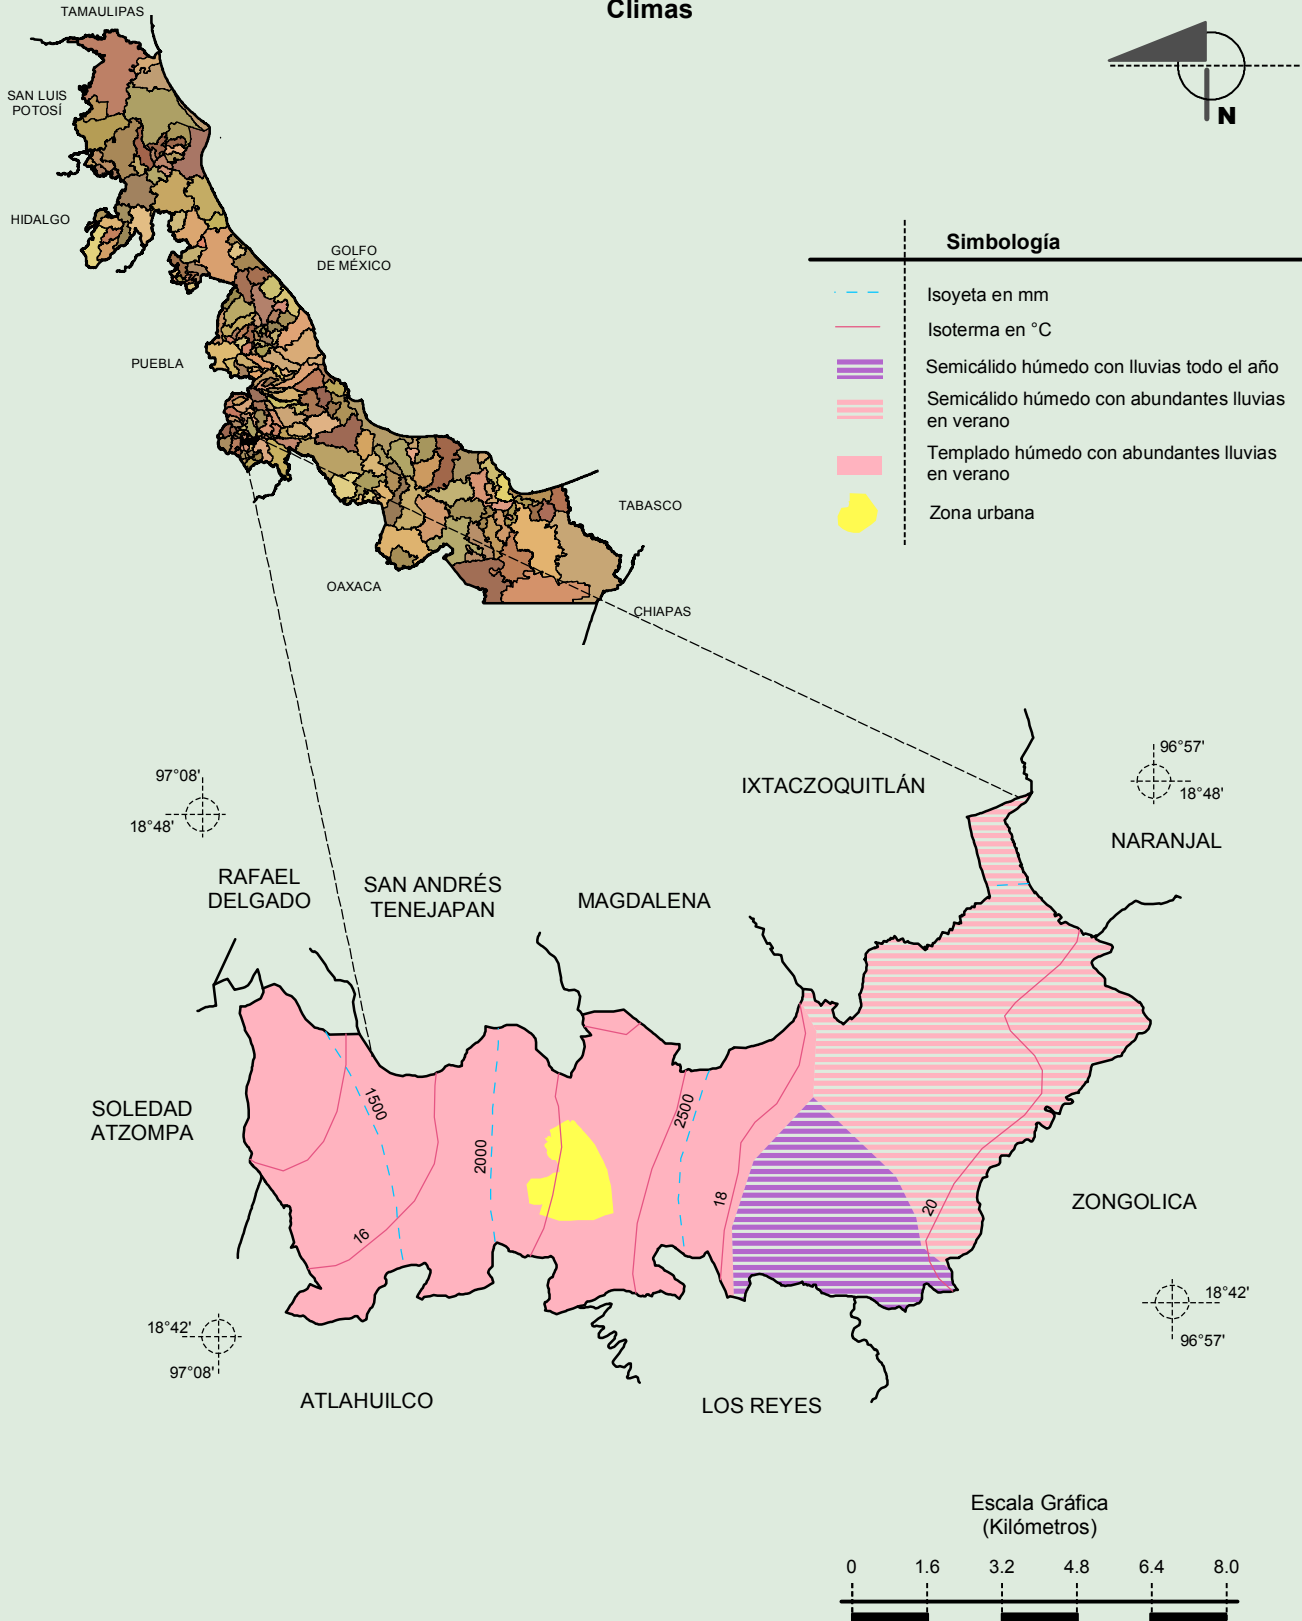 Climas
TAMAULIPAS
SAN LUIS
POTOSÍ
HIDALGO
GOLFO
DE MÉXICO
PUEBLA
OAXACA
TABASCO
CHIAPAS
N
Simbología
Isoyeta en mm
Isoterma en °C
Semicálido húmedo con lluvias todo el año
Semicálido húmedo con abundantes lluvias
en verano
Templado húmedo con abundantes lluvias
en verano
Zona urbana
97°08'
18°48'
96°57'
18°48'
IXTACZOQUITLÁN
NARANJAL
RAFAEL
DELGADO
SAN ANDRÉS
TENEJAPAN
MAGDALENA
SOLEDAD
ATZOMPA
ZONGOLICA
1500
2000
2500
16
18
20
18°42'
97°08'
18°42'
96°57'
ATLAHUILCO
LOS REYES
Escala Gráfica
(Kilómetros)
0 1.6 3.2 4.8 6.4 8.0